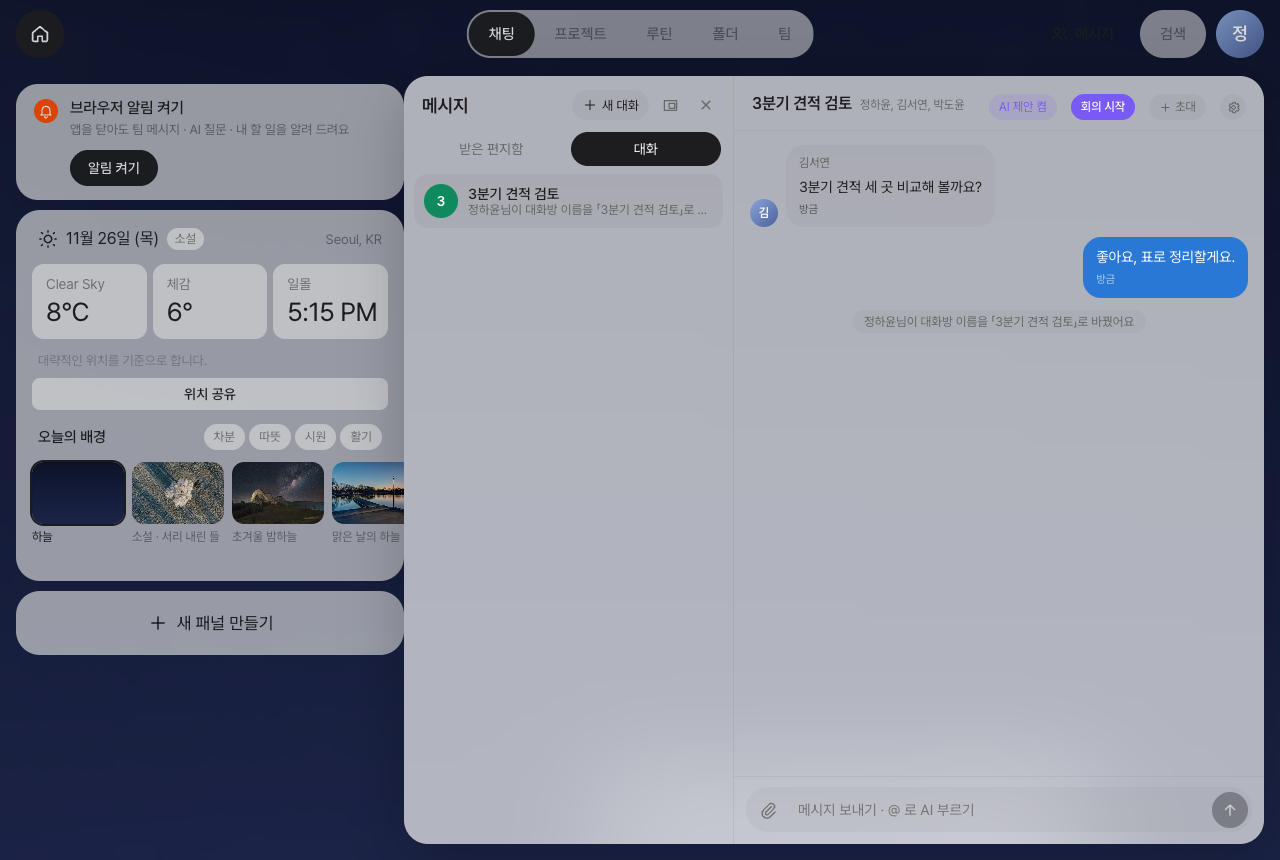 채팅
프로젝트
루틴
폴더
팀
메시지
검색
정
브라우저 알림 켜기
앱을 닫아도 팀 메시지 · AI 질문 · 내 할 일을 알려 드려요
알림 켜기
11월 26일 (목)
소설
Seoul, KR
Clear Sky
8°C
체감
6°
일몰
5:15 PM
대략적인 위치를 기준으로 합니다.
위치 공유
오늘의 배경
차분
따뜻
시원
활기
하늘
소설 · 서리 내린 들
초겨울 밤하늘
맑은 날의 하늘
새 패널 만들기
메시지
새 대화
받은 편지함
대화
3
3분기 견적 검토
정하윤님이 대화방 이름을 「3분기 견적 검토」로 ...
3분기 견적 검토
정하윤, 김서연, 박도윤
AI 제안 켬
회의 시작
초대
김서연
3분기 견적 세 곳 비교해 볼까요?
방금
김
좋아요, 표로 정리할게요.
방금
정하윤님이 대화방 이름을 「3분기 견적 검토」로 바꿨어요
메시지 보내기 · @ 로 AI 부르기